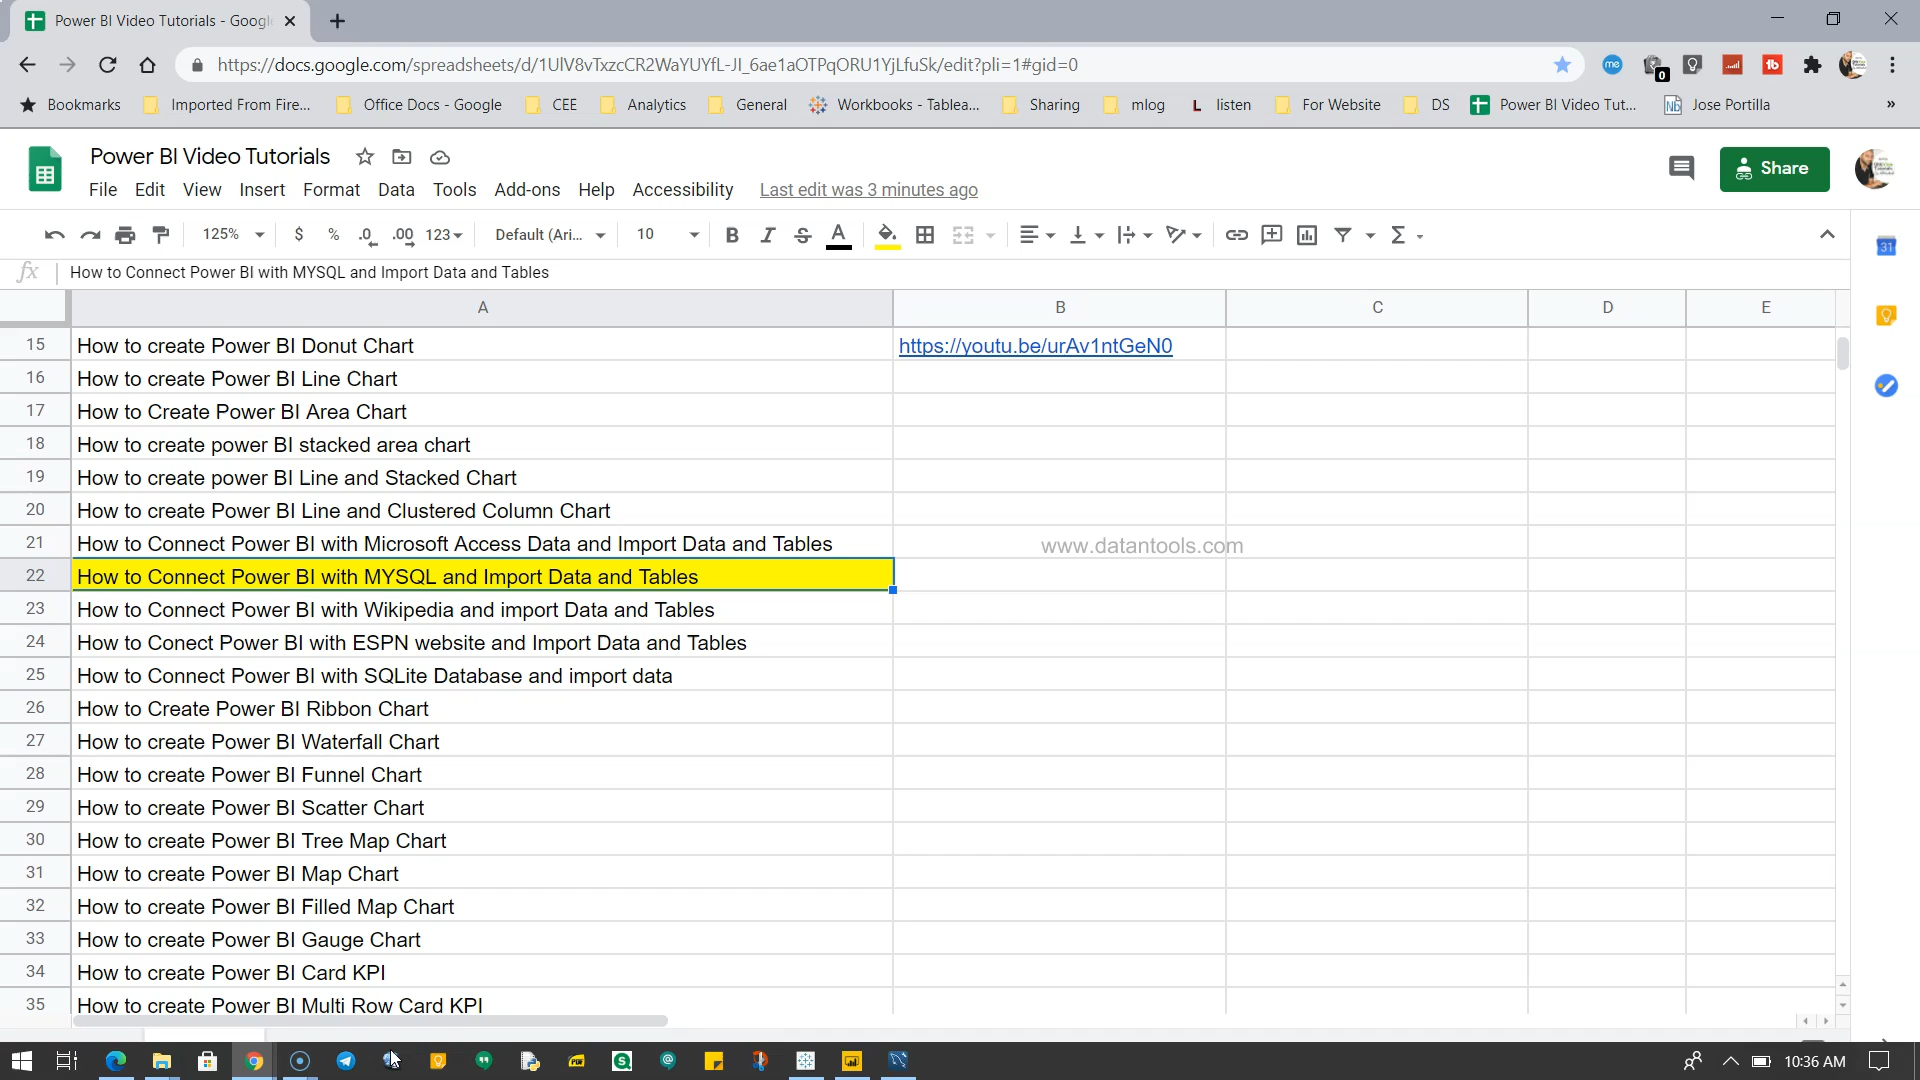 Power BI Video Tutorials - Googl
https://docs.google.com/spreadsheets/d/1UlV8vTxzcCR2WaYUYfL-JI_6ae1aOTPqORU1YjLfuSk/edit?pli=1#gid=0
me
0
Bookmarks Imported From Fire... Office Docs - Google CEE Analytics General Workbooks - Tablea... Sharing mlog L listen For Website DS Power BI Video Tut... Nb Jose Portilla »
Power BI Video Tutorials
Share
File Edit View Insert Format Data Tools Add-ons Help Accessibility Last edit was 3 minutes ago
125% $ % .0 .00 123 Default (Ari... 10 B I S A Σ
31
fx How to Connect Power BI with MYSQL and Import Data and Tables
A B C D E
15 How to create Power BI Donut Chart https://youtu.be/urAv1ntGeN0
16 How to create Power BI Line Chart
17 How to Create Power BI Area Chart
18 How to create power BI stacked area chart
19 How to create power BI Line and Stacked Chart
20 How to create Power BI Line and Clustered Column Chart
21 How to Connect Power BI with Microsoft Access Data and Import Data and Tables
www.datantools.com
22 How to Connect Power BI with MYSQL and Import Data and Tables
23 How to Connect Power BI with Wikipedia and import Data and Tables
24 How to Conect Power BI with ESPN website and Import Data and Tables
25 How to Connect Power BI with SQLite Database and import data
26 How to Create Power BI Ribbon Chart
27 How to create Power BI Waterfall Chart
28 How to create Power BI Funnel Chart
29 How to create Power BI Scatter Chart
30 How to create Power BI Tree Map Chart
31 How to create Power BI Map Chart
32 How to create Power BI Filled Map Chart
33 How to create Power BI Gauge Chart
34 How to create Power BI Card KPI
35 How to create Power BI Multi Row Card KPI
10:36 AM